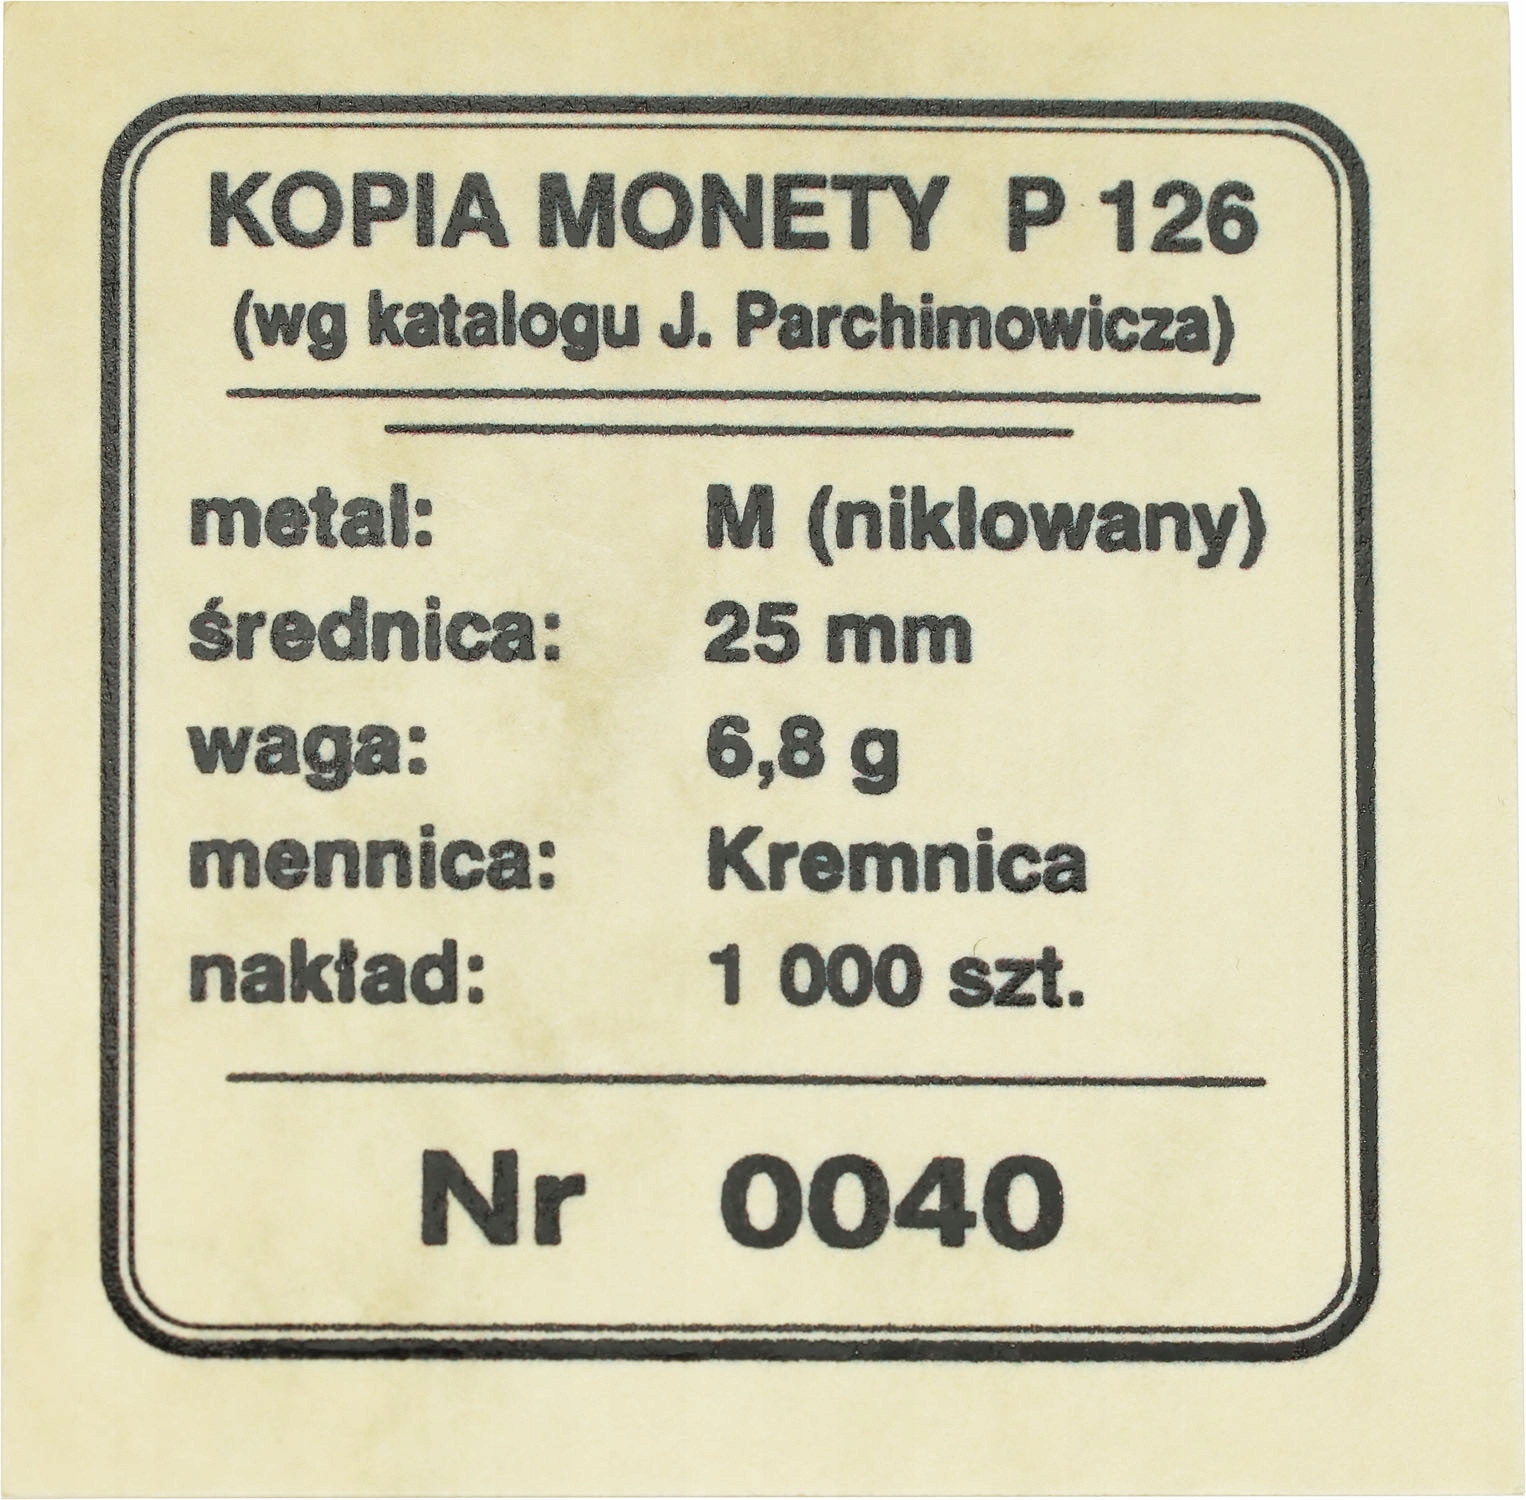 KOPIA MONETY P 126
(wg katalogu J. Parchimowicza)
metal: M (niklowany)
średnica: 25 mm
waga: 6,8 g
mennica: Kremnica
nakład: 1 000 szt.
Nr 0040